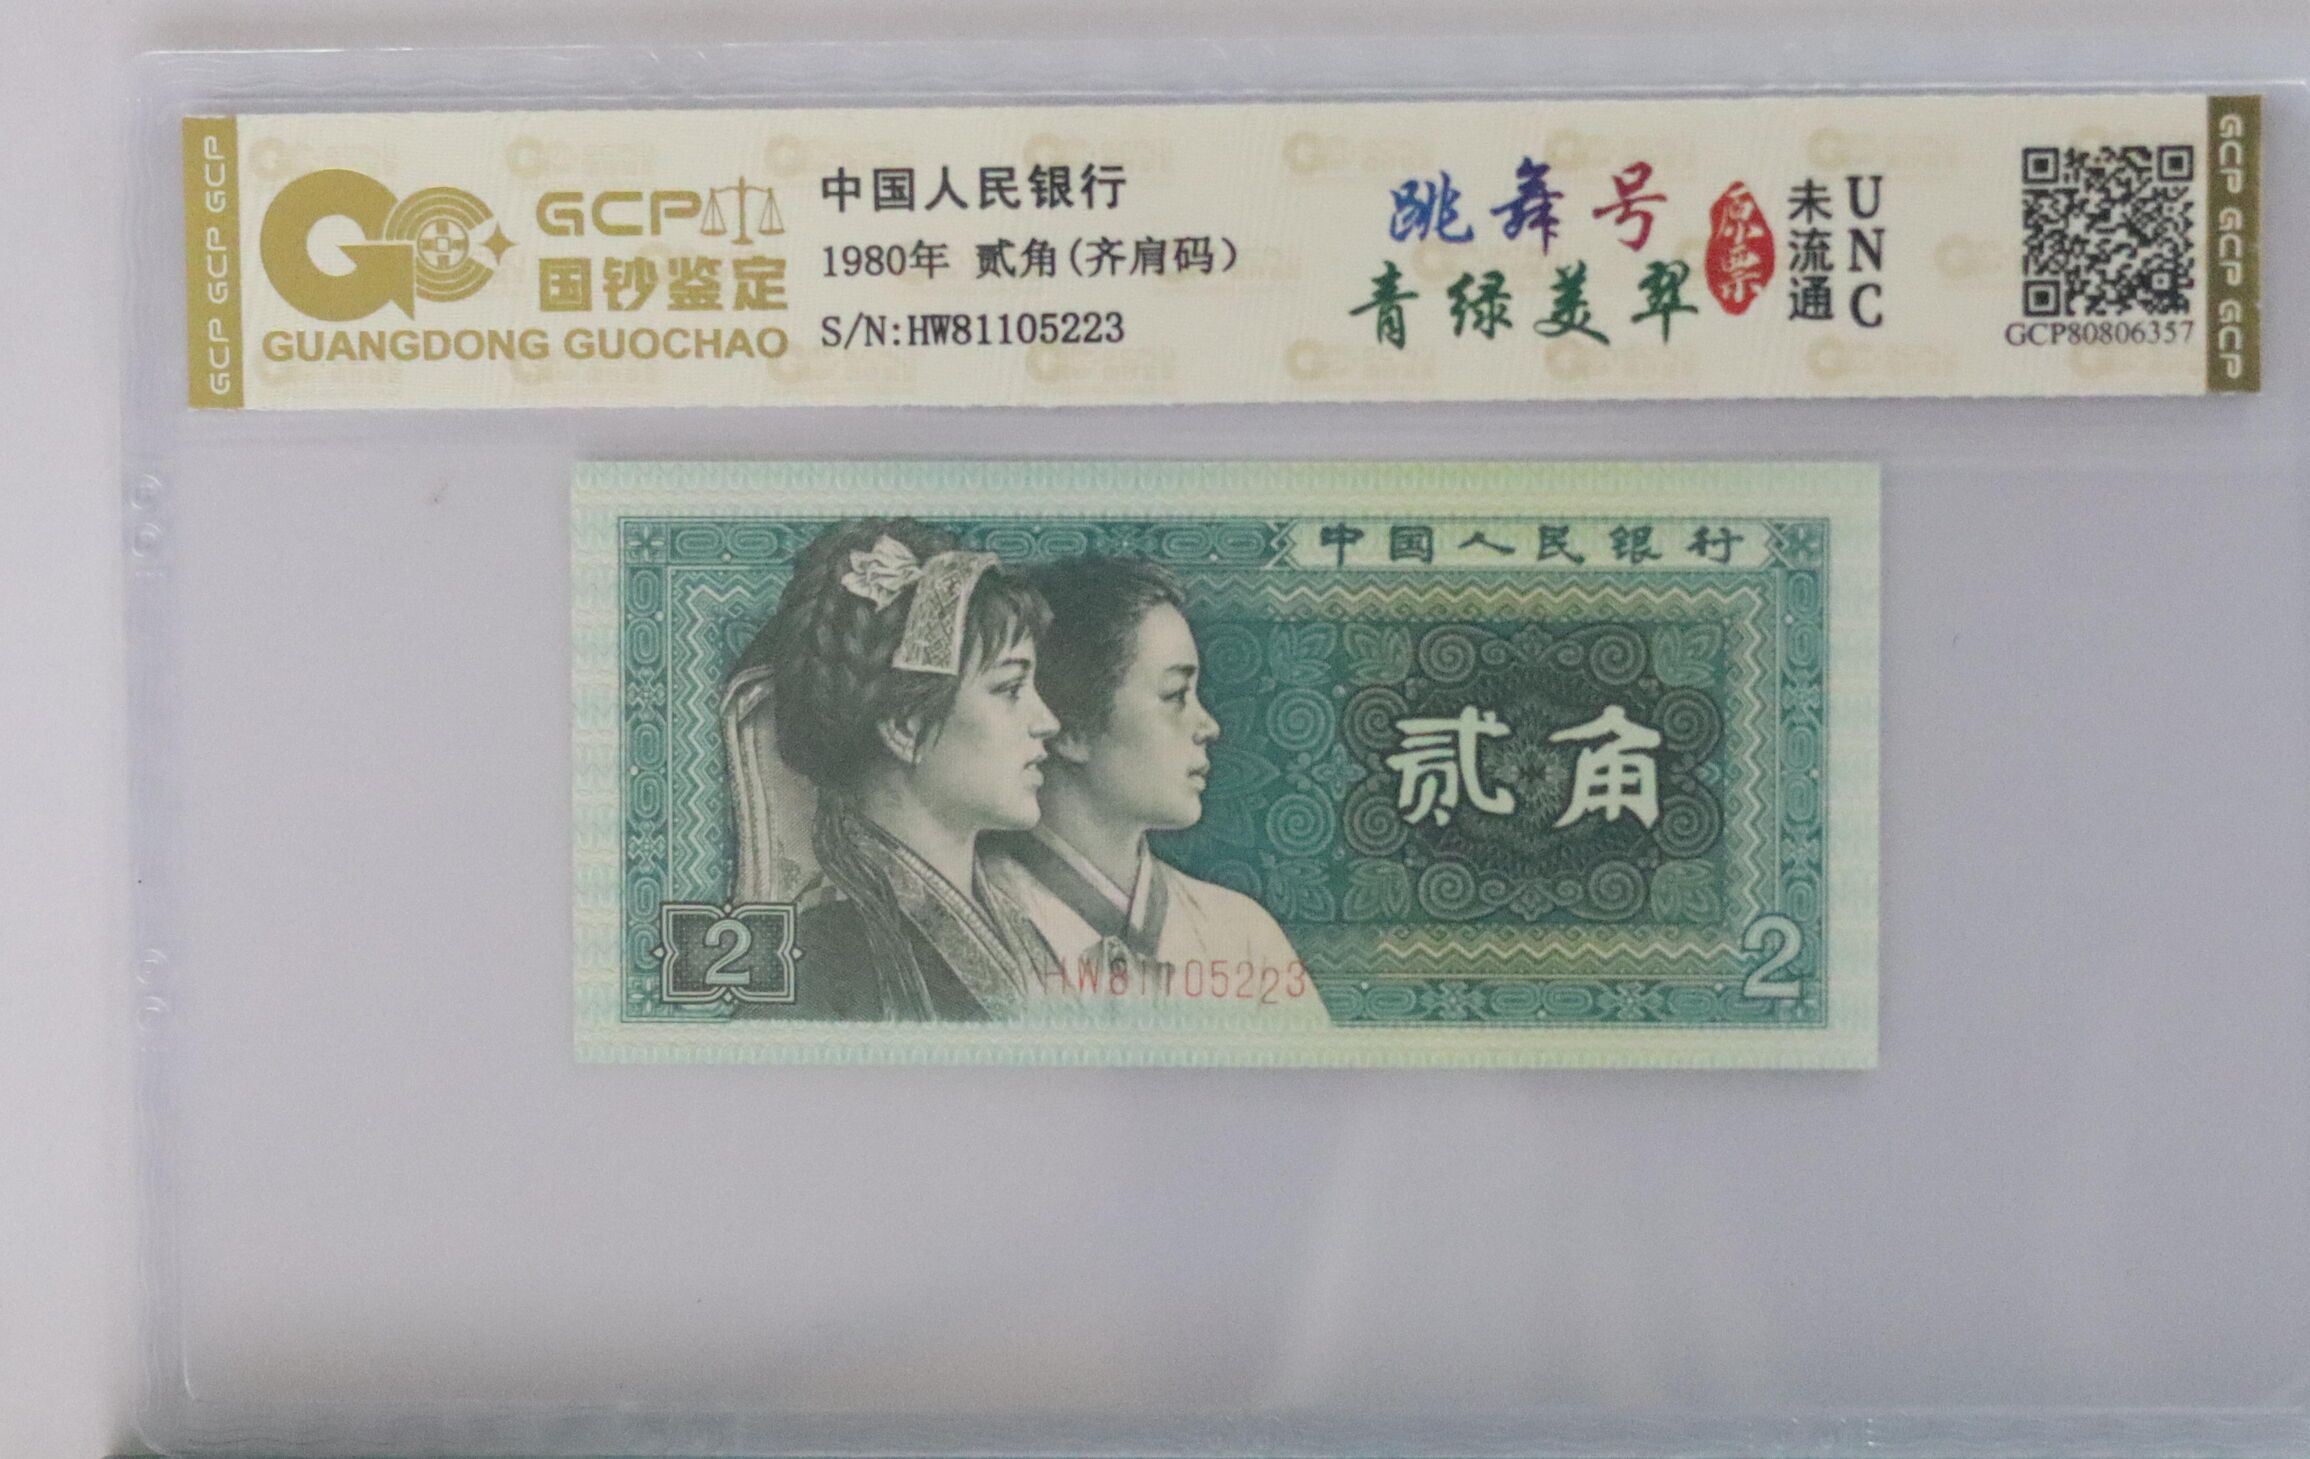 GCP GCP GCP
GCP
国钞鉴定
GUANGDONG GUOCHAO
中国人民银行
1980年 贰角(齐肩码)
S/N:HW81105223
跳舞号
青绿美翠
原票
未流通
UNC
GCP80806357
GCP GCP GCP
中国人民银行
贰角
2
HW81105223
2